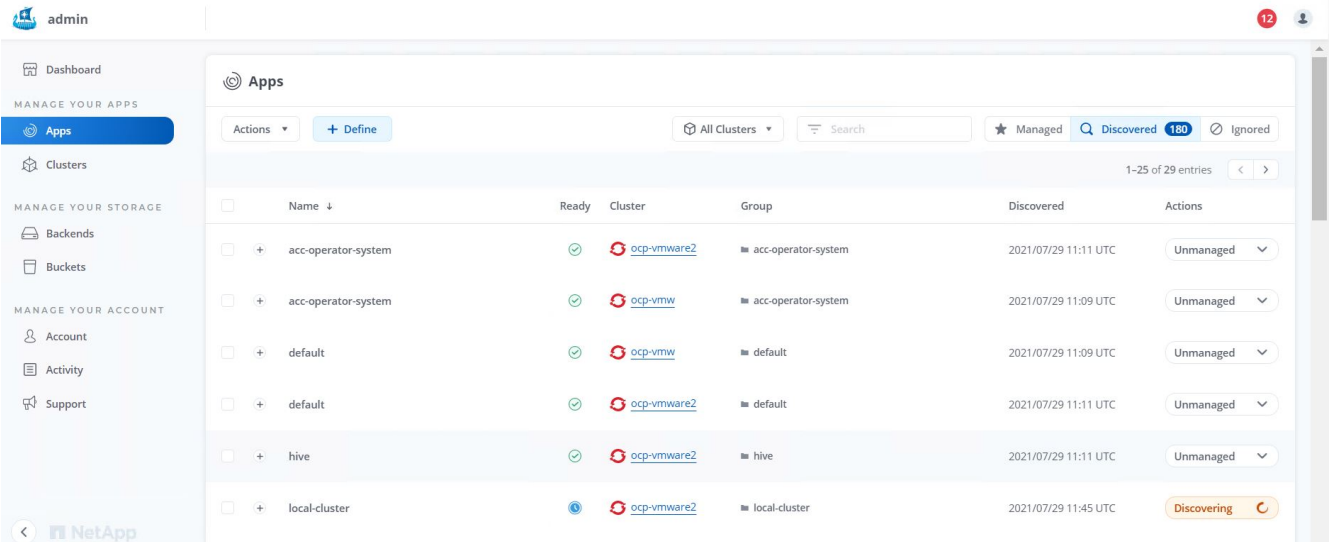 admin
12
Dashboard
MANAGE YOUR APPS
Apps
Clusters
MANAGE YOUR STORAGE
Backends
Buckets
MANAGE YOUR ACCOUNT
Account
Activity
Support
NetApp
Apps
Actions + Define All Clusters Search Managed Discovered 180 Ignored
1–25 of 29 entries < >
Name ↓ Ready Cluster Group Discovered Actions
+ acc-operator-system ocp-vmware2 acc-operator-system 2021/07/29 11:11 UTC Unmanaged
+ acc-operator-system ocp-vmw acc-operator-system 2021/07/29 11:09 UTC Unmanaged
+ default ocp-vmw default 2021/07/29 11:09 UTC Unmanaged
+ default ocp-vmware2 default 2021/07/29 11:11 UTC Unmanaged
+ hive ocp-vmware2 hive 2021/07/29 11:11 UTC Unmanaged
+ local-cluster ocp-vmware2 local-cluster 2021/07/29 11:45 UTC Discovering